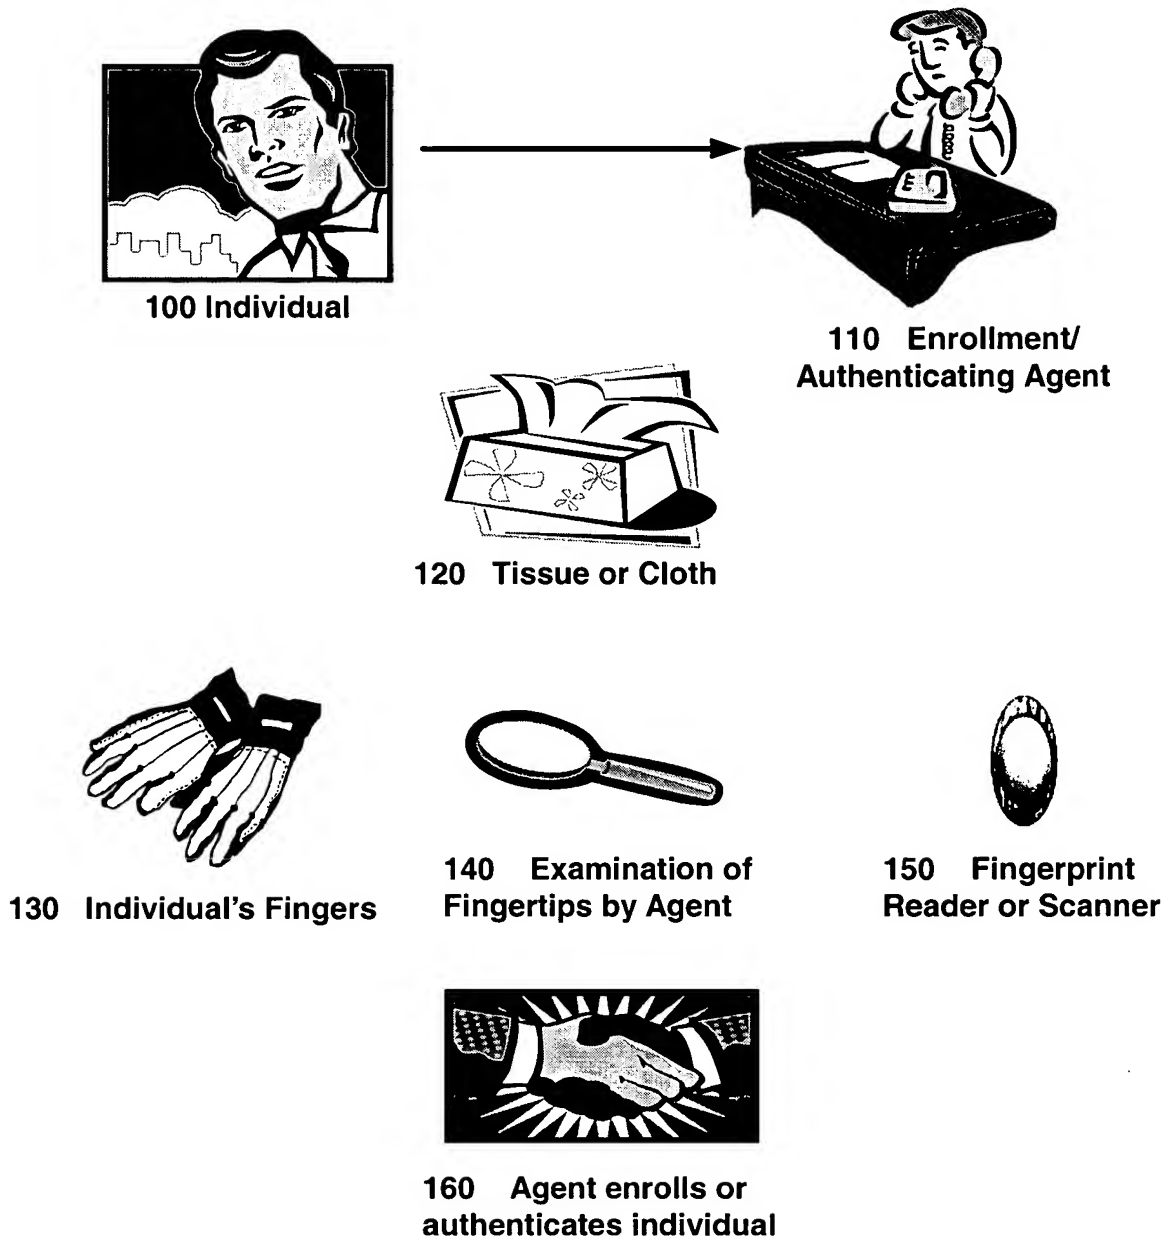 100 Individual
110 Enrollment/
Authenticating Agent
120 Tissue or Cloth
130 Individual's Fingers
140 Examination of
Fingertips by Agent
150 Fingerprint
Reader or Scanner
160 Agent enrolls or
authenticates individual